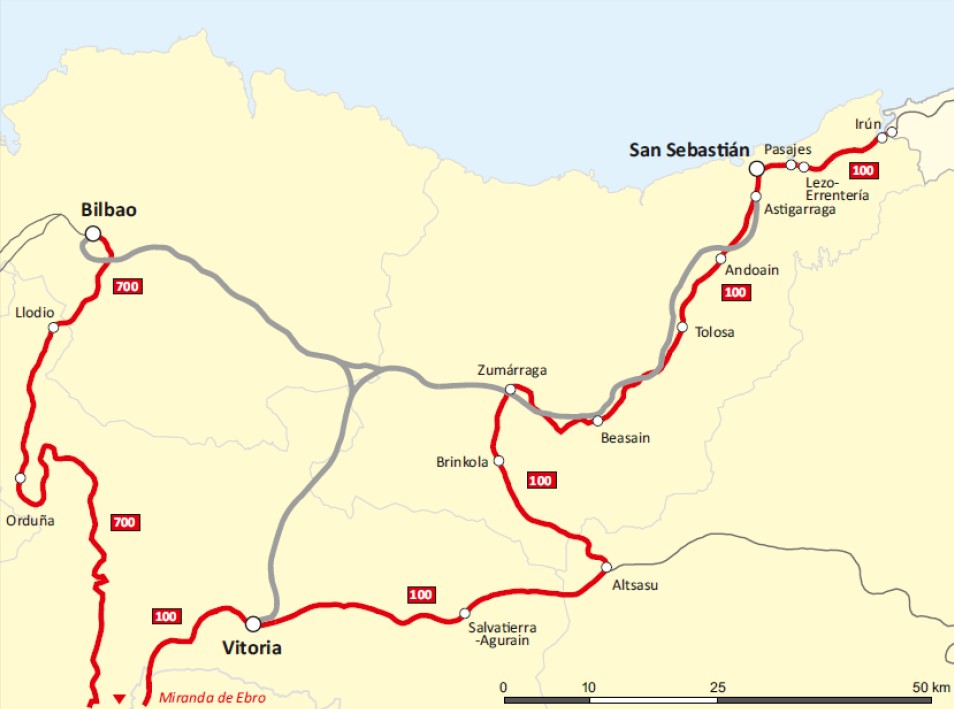 Irún
San Sebastián
Pasajes
100
Lezo-
Errentería
Astigarraga
Bilbao
Andoain
700
100
Llodio
Tolosa
Zumárraga
Beasain
Brinkola
100
Orduña
700
Altsasu
100
100
Salvatierra
-Agurain
Vitoria
Miranda de Ebro
0 10 25 50 km